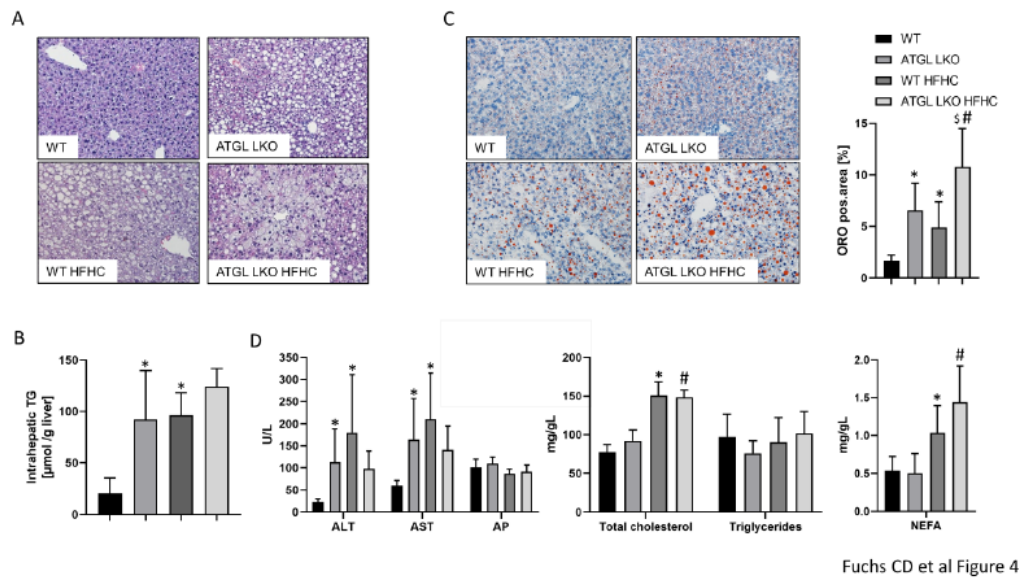 A
WT
ATGL LKO
WT HFHC
ATGL LKO HFHC
C
WT
ATGL LKO
WT HFHC
ATGL LKO HFHC
WT
ATGL LKO
WT HFHC
ATGL LKO HFHC
ORO pos.area [%]
15
10
5
0
*
*
$ #
B
Intrahepatic TG
[µmol /g liver]
150
100
50
0
*
*
D
U/L
350
300
250
200
150
100
50
0
*
*
*
*
ALT
AST
AP
mg/gL
200
150
100
50
0
*
#
Total cholesterol
Triglycerides
mg/gL
2.0
1.5
1.0
0.5
0.0
*
#
NEFA
Fuchs CD et al Figure 4